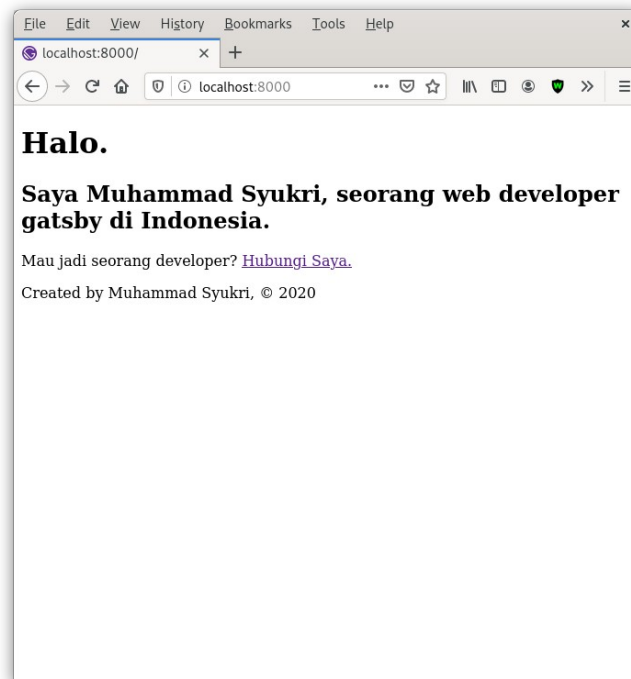 File Edit View History Bookmarks Tools Help
localhost:8000/
localhost:8000
Halo.
Saya Muhammad Syukri, seorang web developer
gatsby di Indonesia.
Mau jadi seorang developer? Hubungi Saya.
Created by Muhammad Syukri, © 2020